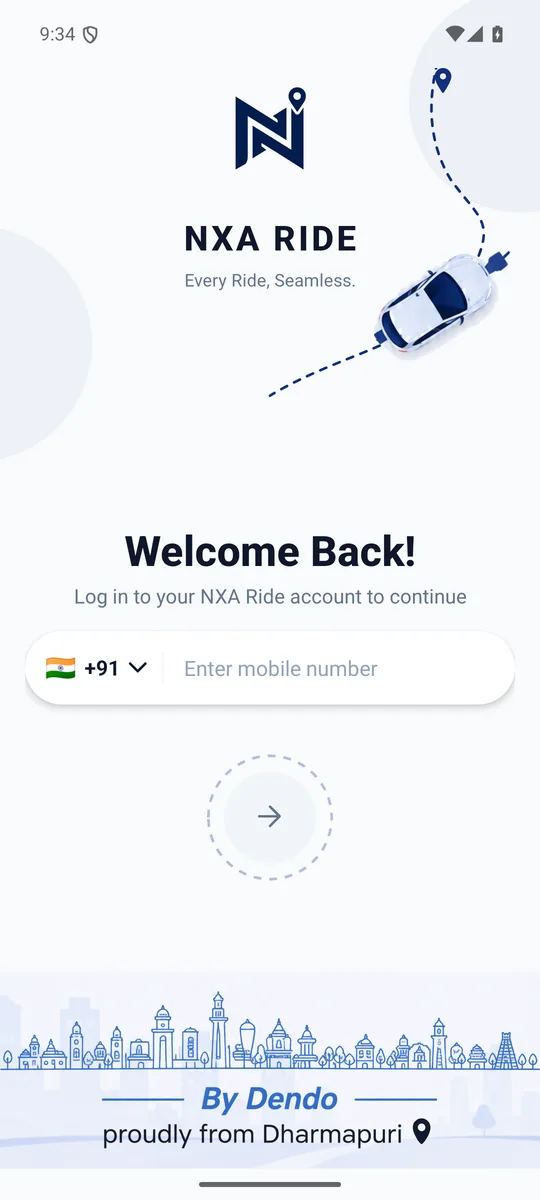 9:34
NXA RIDE
Every Ride, Seamless.
Welcome Back!
Log in to your NXA Ride account to continue
+91 Enter mobile number
By Dendo
proudly from Dharmapuri